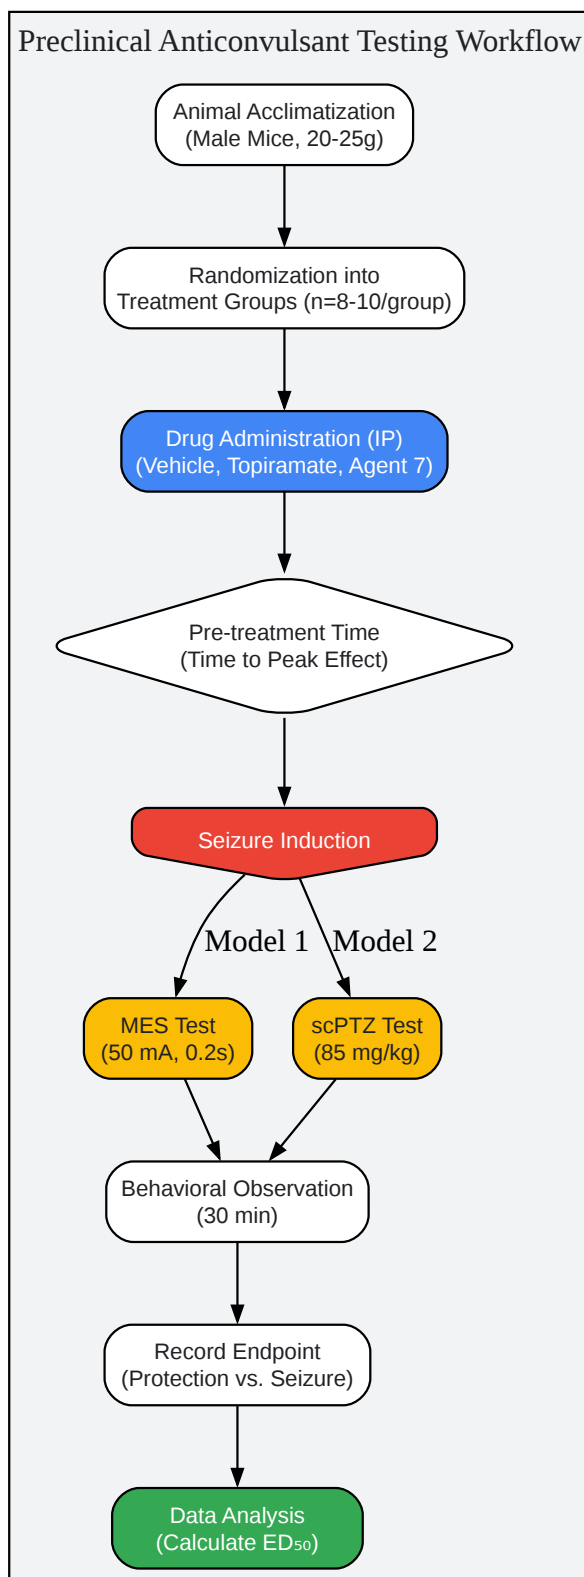 Preclinical Anticonvulsant Testing Workflow
Animal Acclimatization
(Male Mice, 20-25g)
Randomization into
Treatment Groups (n=8-10/group)
Drug Administration (IP)
(Vehicle, Topiramate, Agent 7)
Pre-treatment Time
(Time to Peak Effect)
Seizure Induction
Model 1
Model 2
MES Test
(50 mA, 0.2s)
scPTZ Test
(85 mg/kg)
Behavioral Observation
(30 min)
Record Endpoint
(Protection vs. Seizure)
Data Analysis
(Calculate ED₅₀)